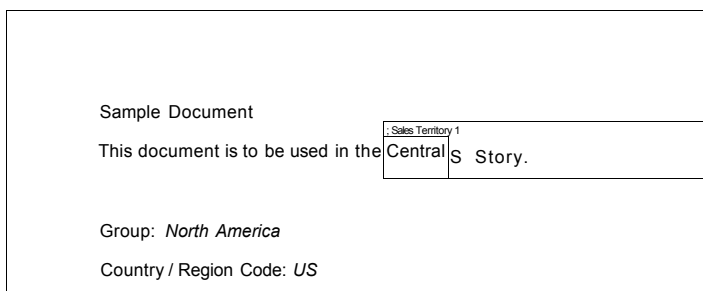 Sample Document
: Sales Territory 1
This document is to be used in the Central S Story.
Group: North America
Country / Region Code: US